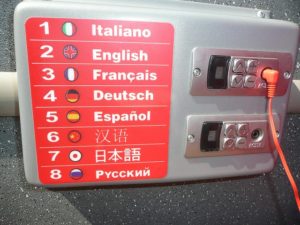 1 Italiano
2 English
3 Français
4 Deutsch
5 Español
6 汉语
7 日本語
8 Русский